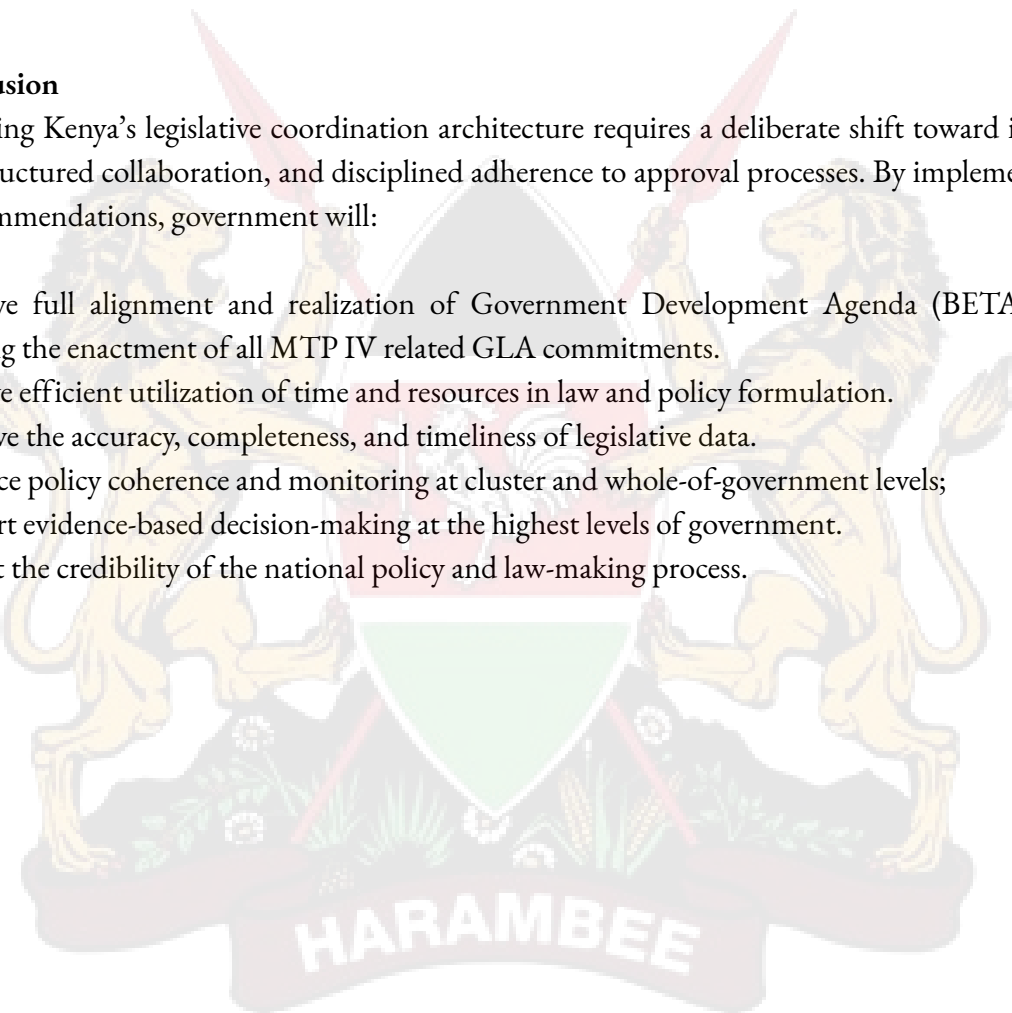 usion
ing Kenya’s legislative coordination architecture requires a deliberate shift toward i
uctured collaboration, and disciplined adherence to approval processes. By impleme
mmendations, government will:
ve full alignment and realization of Government Development Agenda (BETA
g the enactment of all MTP IV related GLA commitments.
ve efficient utilization of time and resources in law and policy formulation.
ve the accuracy, completeness, and timeliness of legislative data.
ce policy coherence and monitoring at cluster and whole-of-government levels;
rt evidence-based decision-making at the highest levels of government.
t the credibility of the national policy and law-making process.
HARAMBEE